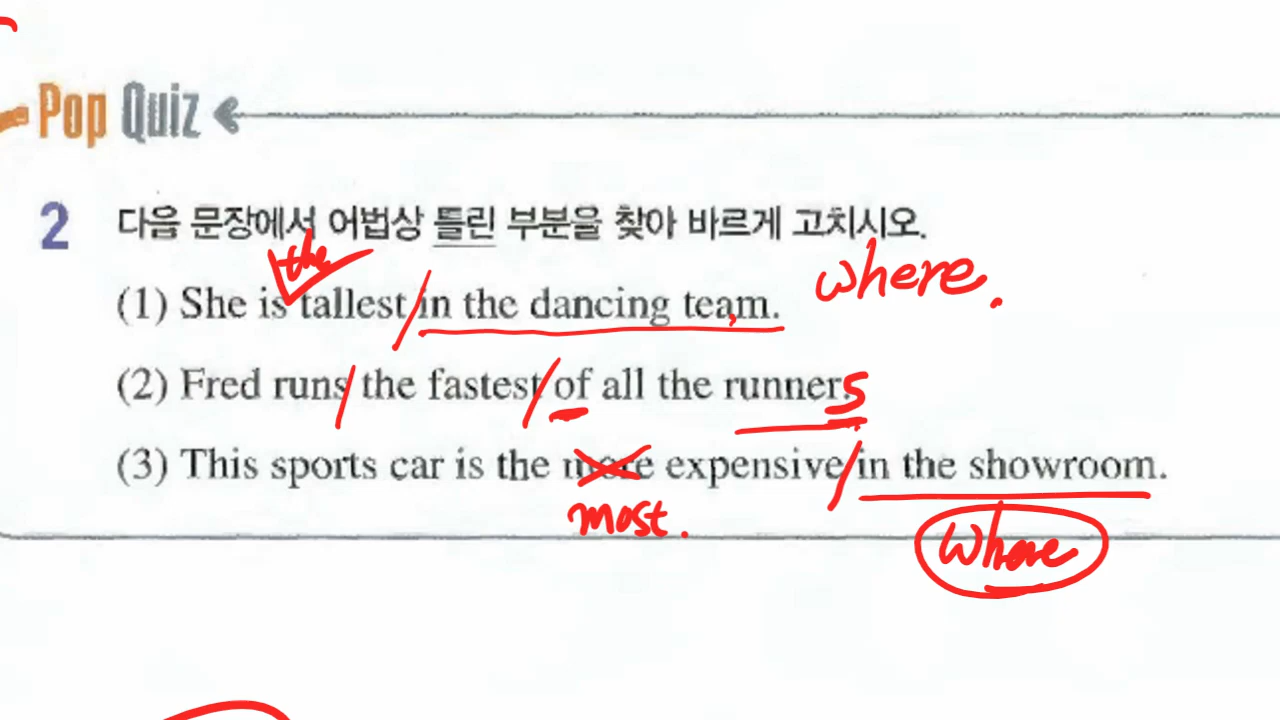 Pop Quiz
2 다음 문장에서 어법상 틀린 부분을 찾아 바르게 고치시오.
the
where.
(1) She is tallest in the dancing team.
(2) Fred runs the fastest of all the runners
(3) This sports car is the more expensive in the showroom.
most.
where